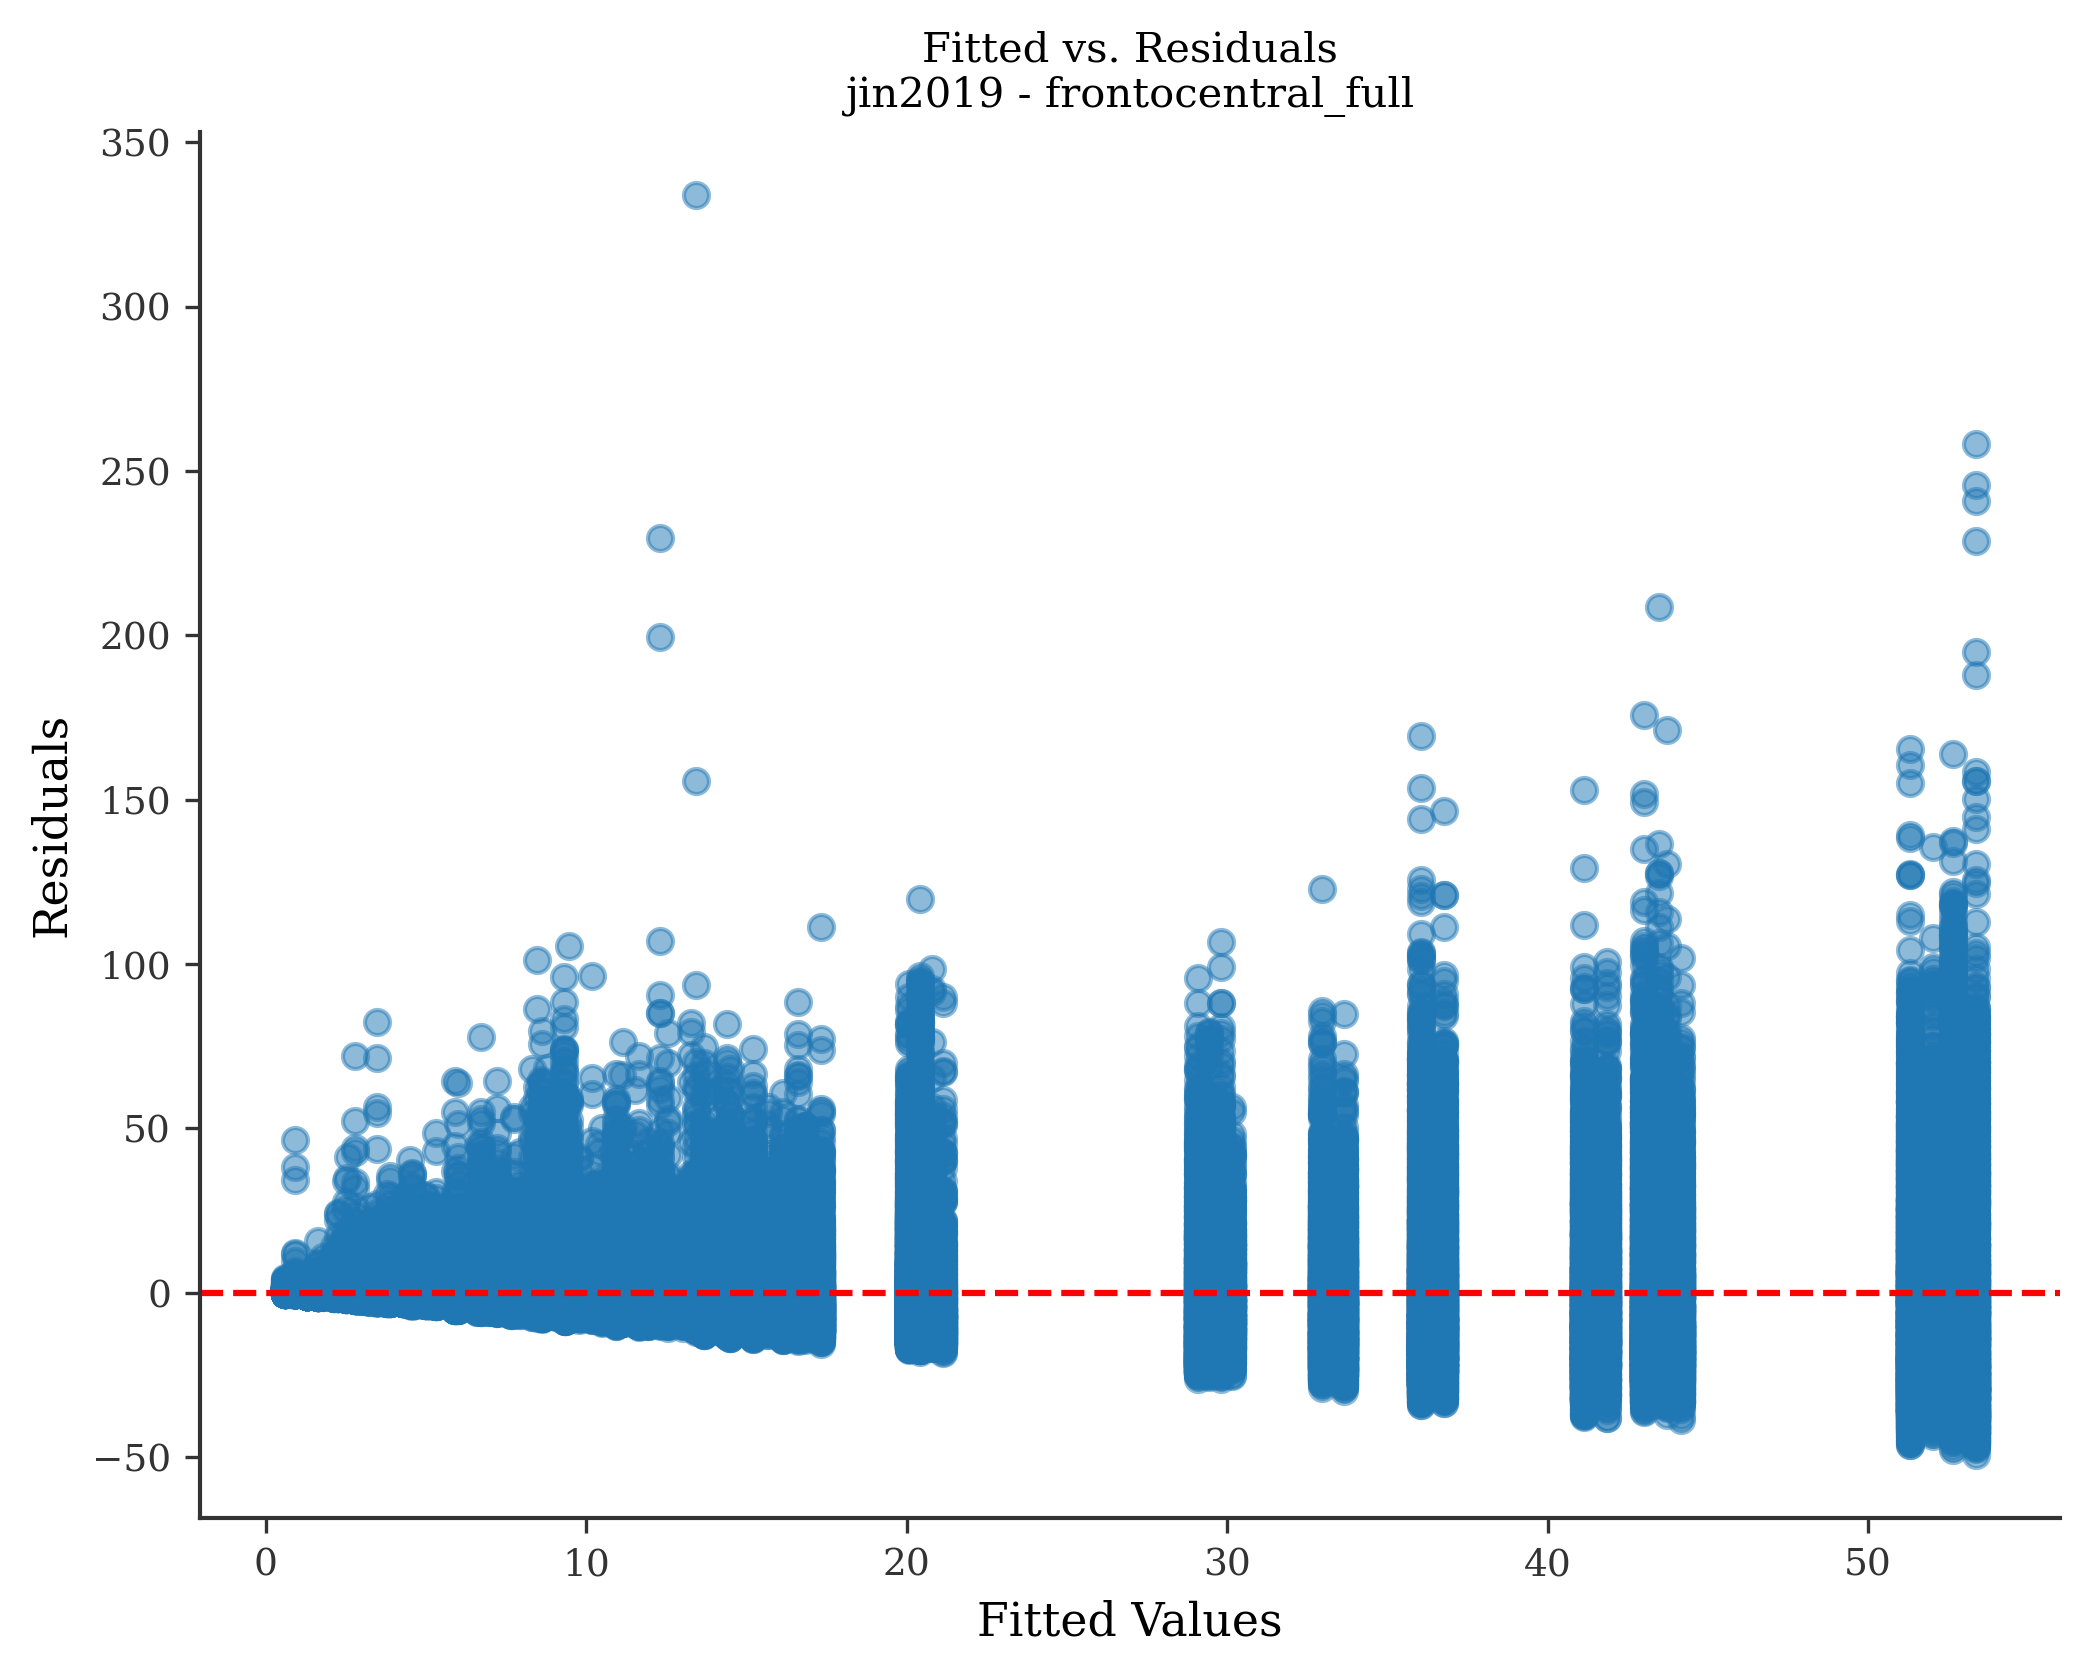 Fitted vs. Residuals
jin2019 - frontocentral_full
350
300
250
200
150
100
50
0
−50
Residuals
0 10 20 30 40 50
Fitted Values